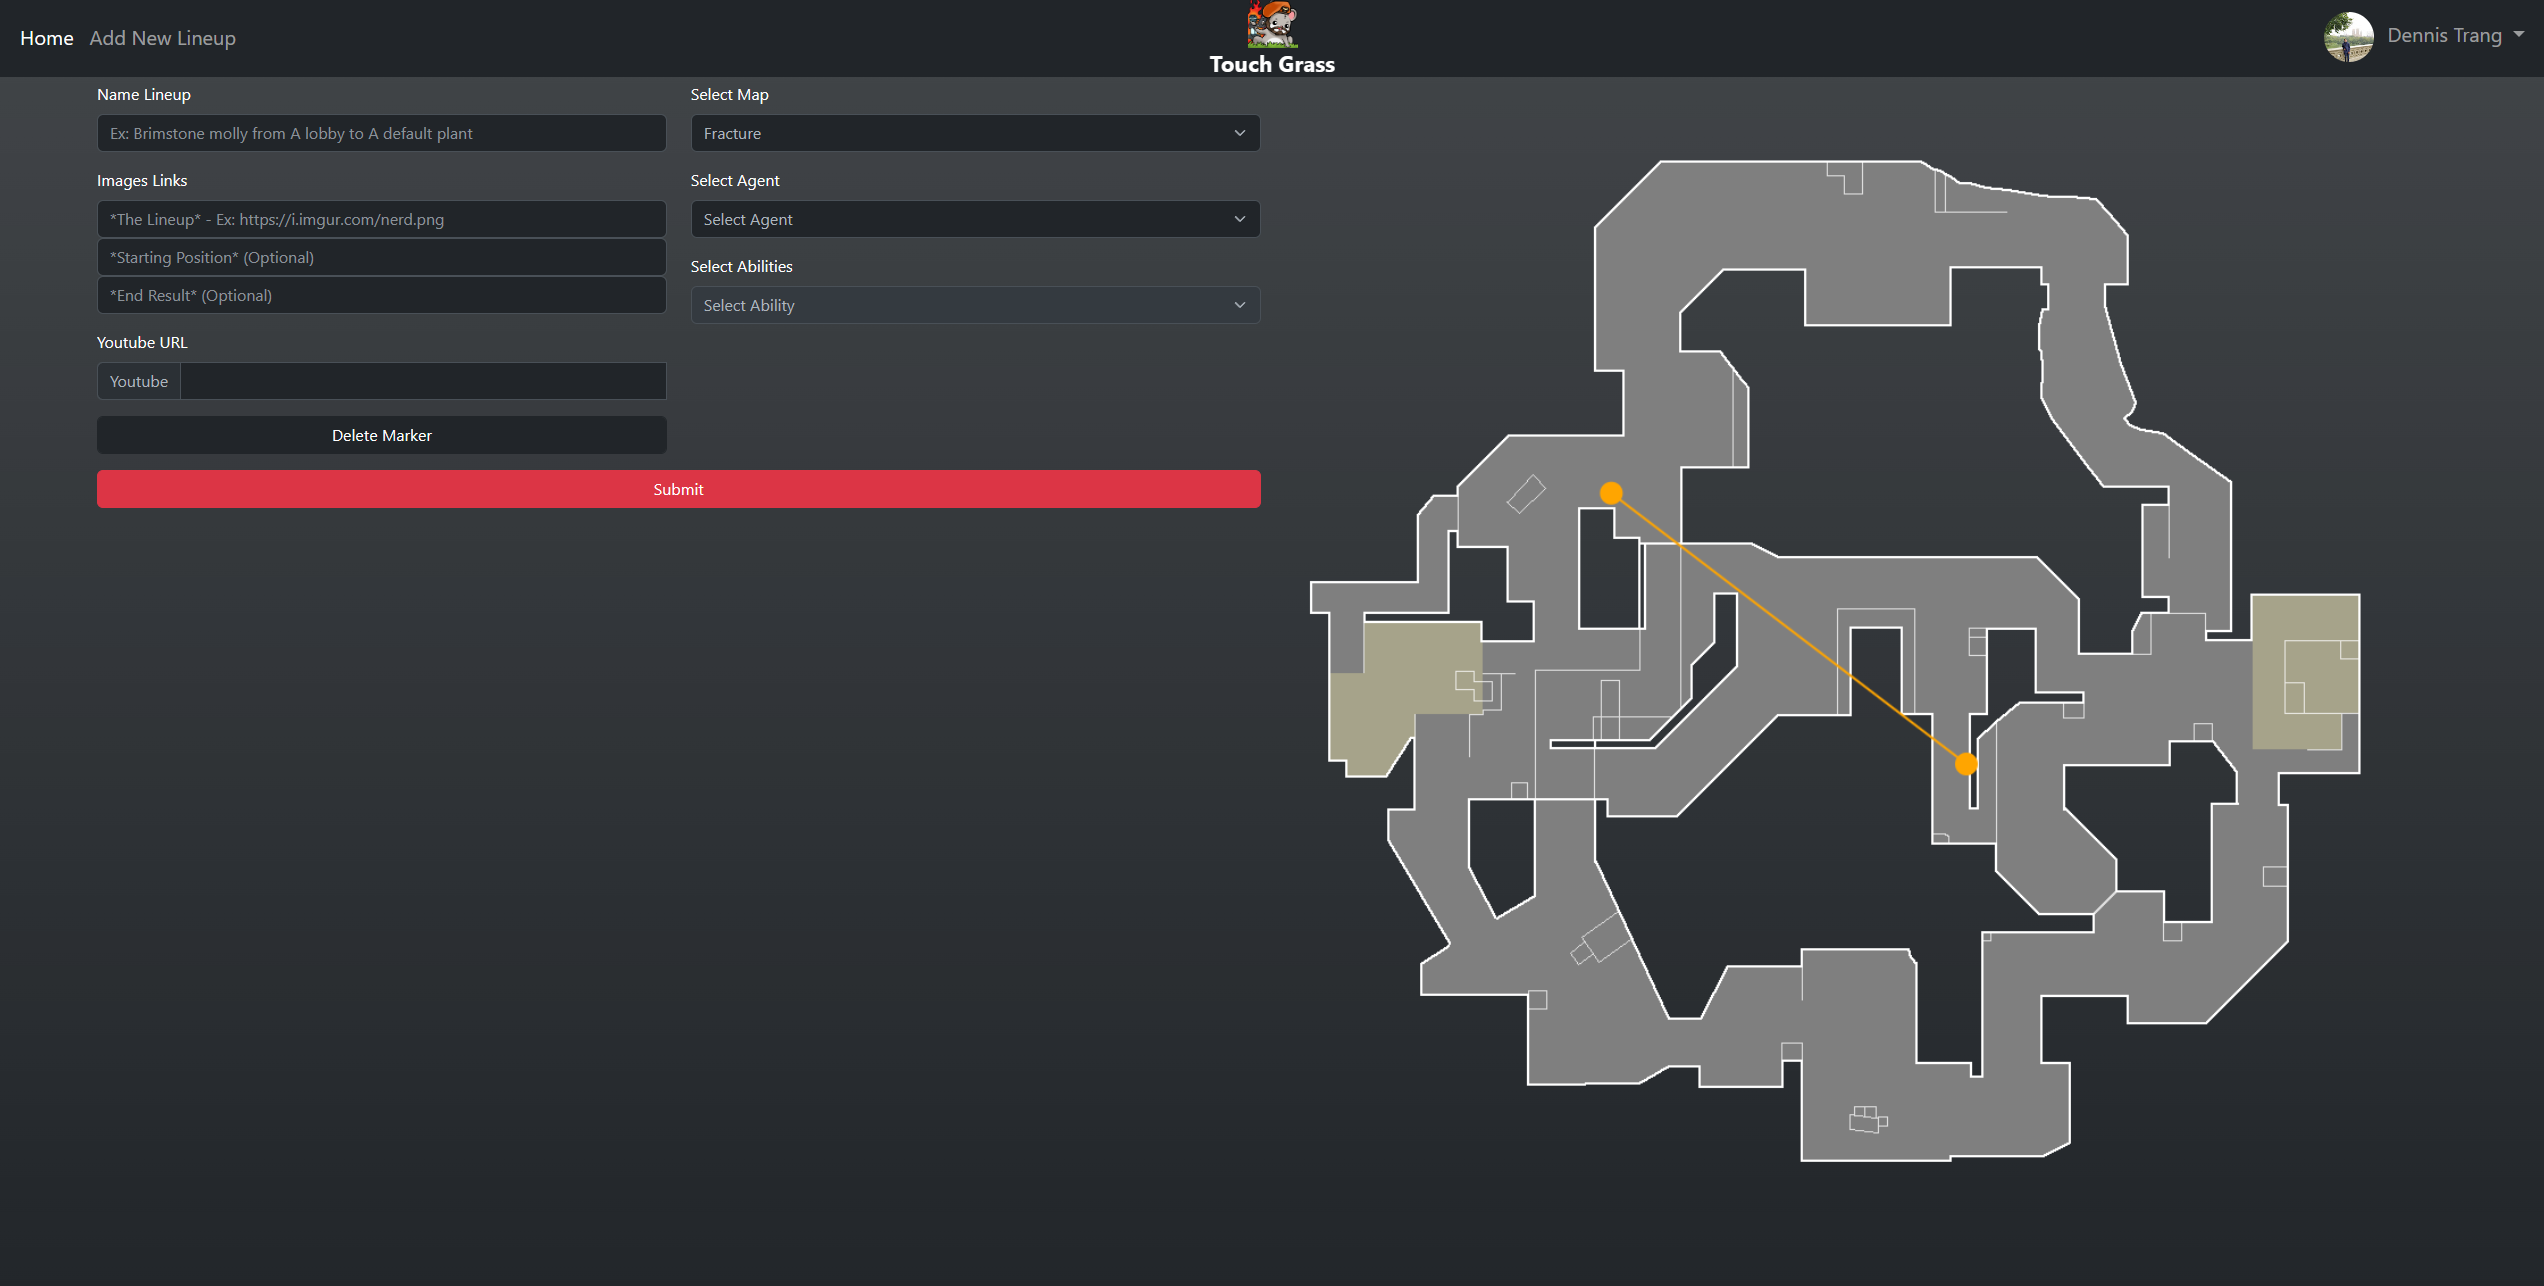 Home
Add New Lineup
Touch Grass
Dennis Trang
Name Lineup
Ex: Brimstone molly from A lobby to A default plant
Images Links
*The Lineup* - Ex: https://i.imgur.com/nerd.png
*Starting Position* (Optional)
*End Result* (Optional)
Youtube URL
Youtube
Delete Marker
Select Map
Fracture
Select Agent
Select Agent
Select Abilities
Select Ability
Submit